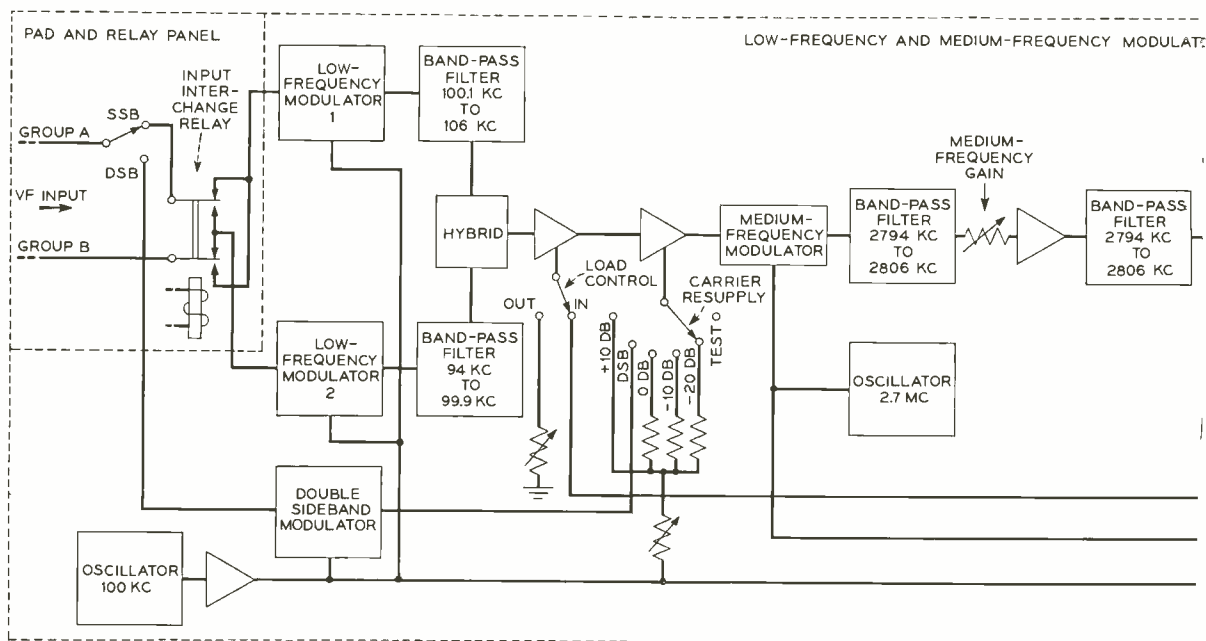 PAD AND RELAY PANEL
LOW-FREQUENCY AND MEDIUM-FREQUENCY MODULAT
INPUT
INTER-
CHANGE
RELAY
GROUP A
SSB
DSB
VF INPUT
GROUP B
LOW-
FREQUENCY
MODULATOR
1
BAND-PASS
FILTER
100.1 KC
TO
106 KC
HYBRID
LOW-
FREQUENCY
MODULATOR
2
BAND-PASS
FILTER
94 KC
TO
99.9 KC
LOAD
CONTROL
OUT
IN
MEDIUM-
FREQUENCY
MODULATOR
CARRIER
RESUPPLY
+10 DB
DSB
0 DB
-10 DB
-20 DB
TEST
BAND-PASS
FILTER
2794 KC
TO
2806 KC
MEDIUM-
FREQUENCY
GAIN
BAND-PASS
FILTER
2794 KC
TO
2806 KC
OSCILLATOR
2.7 MC
DOUBLE
SIDEBAND
MODULATOR
OSCILLATOR
100 KC